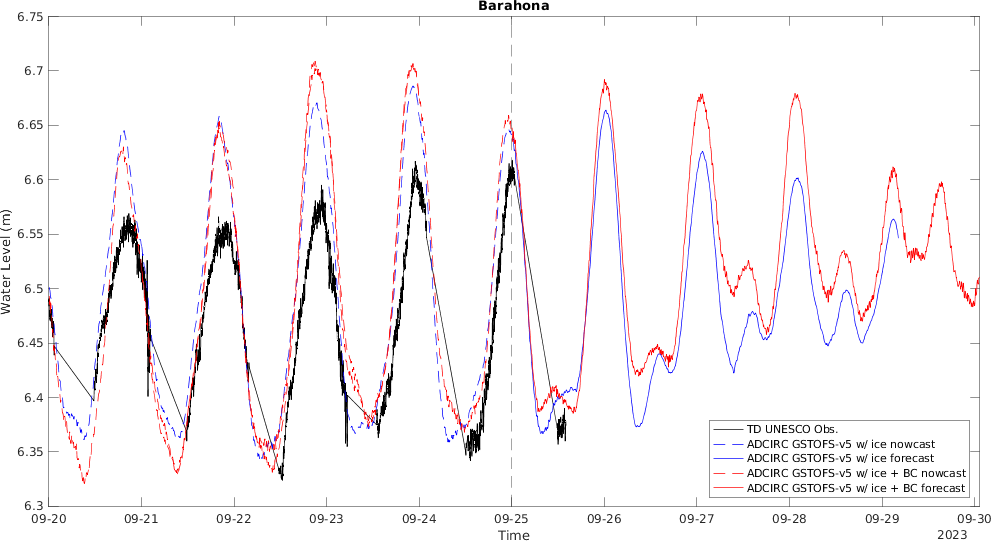 Barahona
6.75
6.7
6.65
6.6
6.55
6.5
6.45
6.4
6.35
6.3
Water Level (m)
TD UNESCO Obs.
ADCIRC GSTOFS-v5 w/ ice nowcast
ADCIRC GSTOFS-v5 w/ ice forecast
ADCIRC GSTOFS-v5 w/ ice + BC nowcast
ADCIRC GSTOFS-v5 w/ ice + BC forecast
09-20 09-21 09-22 09-23 09-24 09-25 09-26 09-27 09-28 09-29 09-30
Time
2023